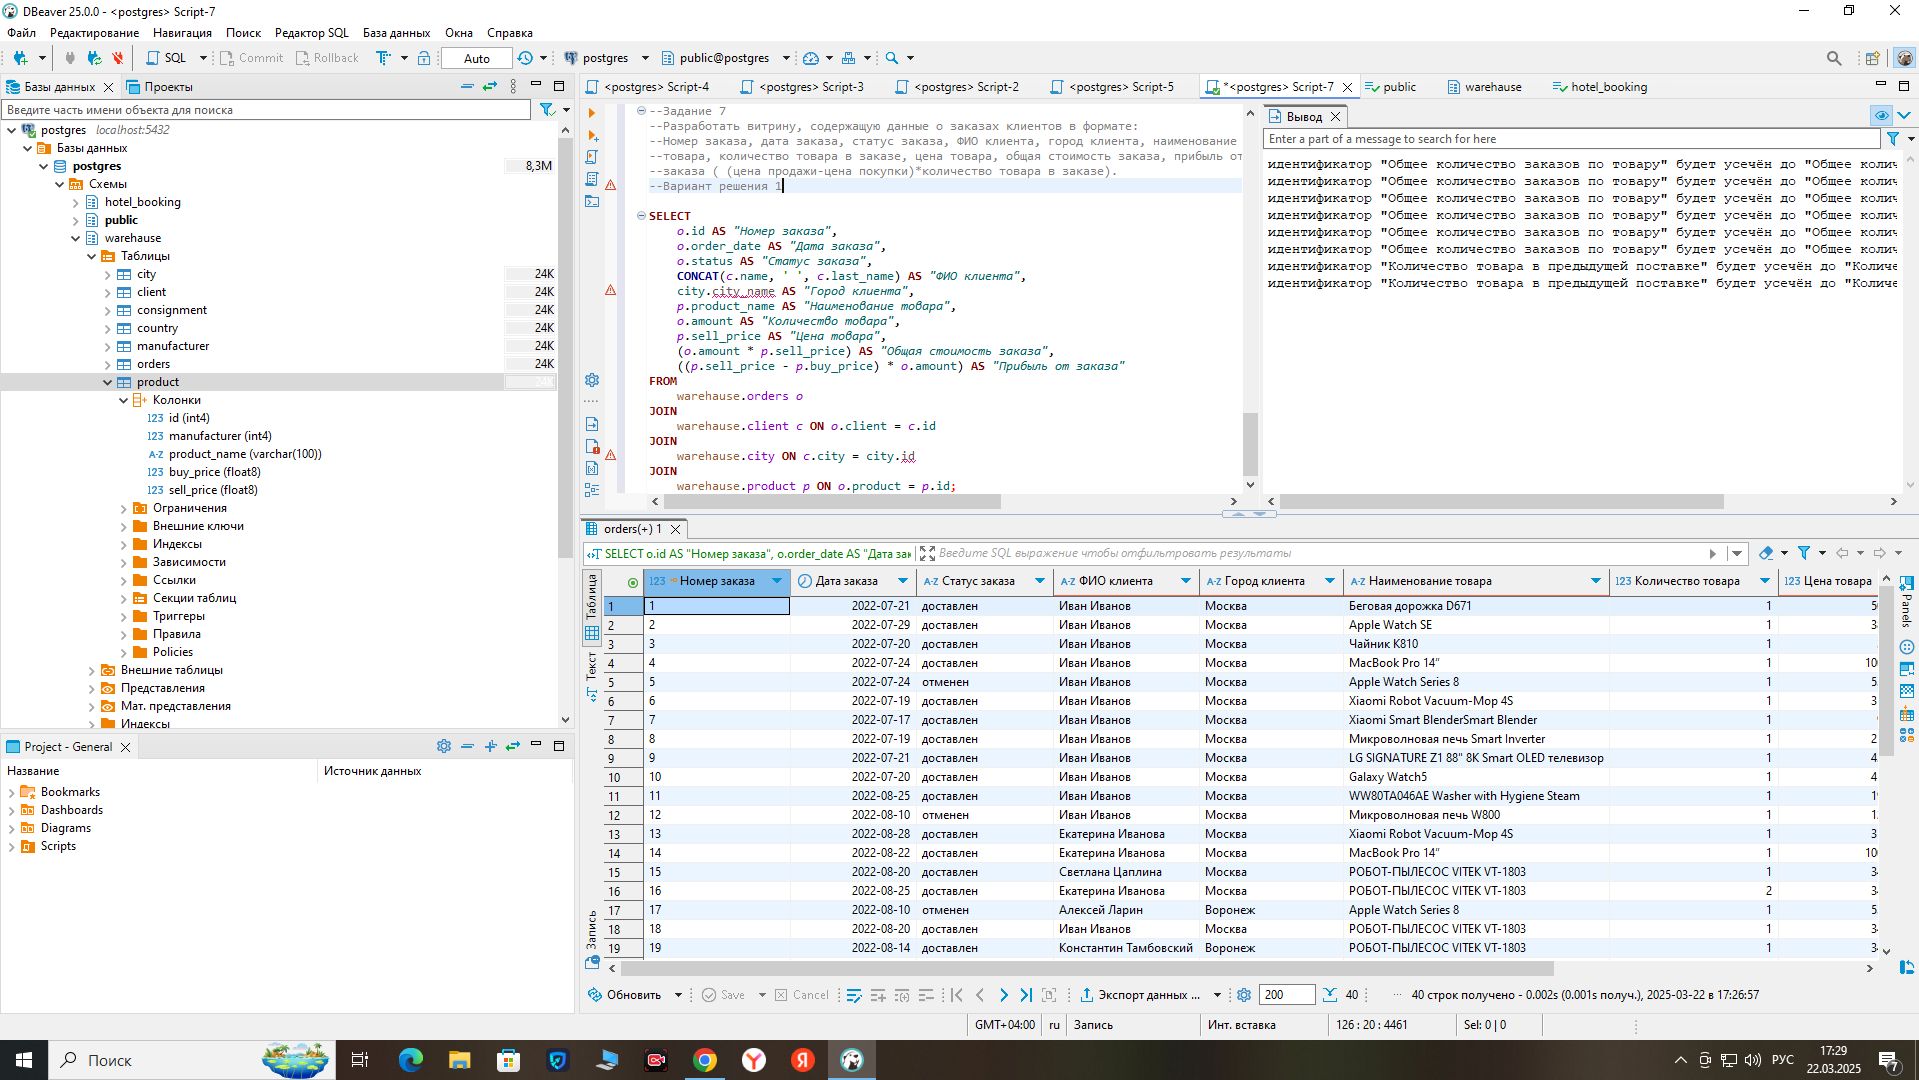 DBeaver 25.0.0 - <postgres> Script-7
Файл Редактирование Навигация Поиск Редактор SQL База данных Окна Справка
SQL Commit Rollback Auto postgres public@postgres
Базы данных Проекты
Введите часть имени объекта для поиска
postgres localhost:5432
Базы данных
postgres 8,3M
Схемы
hotel_booking
public
warehause
Таблицы
city 24K
client 24K
consignment 24K
country 24K
manufacturer 24K
orders 24K
product 24K
Колонки
id (int4)
manufacturer (int4)
product_name (varchar(100))
buy_price (float8)
sell_price (float8)
Ограничения
Внешние ключи
Индексы
Зависимости
Ссылки
Секции таблиц
Триггеры
Правила
Policies
Внешние таблицы
Представления
Мат. представления
Индексы
Project - General
Название Источник данных
Bookmarks
Dashboards
Diagrams
Scripts
<postgres> Script-4 <postgres> Script-3 <postgres> Script-2 <postgres> Script-5 *<postgres> Script-7 public warehause hotel_booking
--Задание 7
--Разработать витрину, содержащую данные о заказах клиентов в формате:
--Номер заказа, дата заказа, статус заказа, ФИО клиента, город клиента, наименование
--товара, количество товара в заказе, цена товара, общая стоимость заказа, прибыль от
--заказа ( (цена продажи-цена покупки)*количество товара в заказе).
--Вариант решения 1
SELECT
o.id AS "Номер заказа",
o.order_date AS "Дата заказа",
o.status AS "Статус заказа",
CONCAT(c.name, ' ', c.last_name) AS "ФИО клиента",
city.city_name AS "Город клиента",
p.product_name AS "Наименование товара",
o.amount AS "Количество товара",
p.sell_price AS "Цена товара",
(o.amount * p.sell_price) AS "Общая стоимость заказа",
((p.sell_price - p.buy_price) * o.amount) AS "Прибыль от заказа"
FROM
warehause.orders o
JOIN
warehause.client c ON o.client = c.id
JOIN
warehause.city ON c.city = city.id
JOIN
warehause.product p ON o.product = p.id;
Вывод
Enter a part of a message to search for here
идентификатор "Общее количество заказов по товару" будет усечён до "Общее колич
идентификатор "Общее количество заказов по товару" будет усечён до "Общее колич
идентификатор "Общее количество заказов по товару" будет усечён до "Общее колич
идентификатор "Общее количество заказов по товару" будет усечён до "Общее колич
идентификатор "Общее количество заказов по товару" будет усечён до "Общее колич
идентификатор "Общее количество заказов по товару" будет усечён до "Общее колич
идентификатор "Количество товара в предыдущей поставке" будет усечён до "Количе
идентификатор "Количество товара в предыдущей поставке" будет усечён до "Количе
orders(+) 1
SELECT o.id AS "Номер заказа", o.order_date AS "Дата зак Введите SQL выражение чтобы отфильтровать результаты
Таблица
Текст
Запись
Panels
Номер заказа Дата заказа Статус заказа ФИО клиента Город клиента Наименование товара Количество товара Цена товара
1 1 2022-07-21 доставлен Иван Иванов Москва Беговая дорожка D671 1
2 2 2022-07-29 доставлен Иван Иванов Москва Apple Watch SE 1
3 3 2022-07-20 доставлен Иван Иванов Москва Чайник K810 1
4 4 2022-07-24 доставлен Иван Иванов Москва MacBook Pro 14” 1 10
5 5 2022-07-24 отменен Иван Иванов Москва Apple Watch Series 8 1
6 6 2022-07-19 доставлен Иван Иванов Москва Xiaomi Robot Vacuum-Mop 4S 1
7 7 2022-07-17 доставлен Иван Иванов Москва Xiaomi Smart BlenderSmart Blender 1
8 8 2022-07-19 доставлен Иван Иванов Москва Микроволновая печь Smart Inverter 1
9 9 2022-07-21 доставлен Иван Иванов Москва LG SIGNATURE Z1 88" 8K Smart OLED телевизор 1
10 10 2022-07-20 доставлен Иван Иванов Москва Galaxy Watch5 1
11 11 2022-08-25 доставлен Иван Иванов Москва WW80TA046AE Washer with Hygiene Steam 1
12 12 2022-08-10 отменен Иван Иванов Москва Микроволновая печь W800 1
13 13 2022-08-28 доставлен Екатерина Иванова Москва Xiaomi Robot Vacuum-Mop 4S 1
14 14 2022-08-22 доставлен Екатерина Иванова Москва MacBook Pro 14” 1 10
15 15 2022-08-20 доставлен Светлана Цаплина Москва РОБОТ-ПЫЛЕСОС VITEK VT-1803 1
16 16 2022-08-25 доставлен Екатерина Иванова Москва РОБОТ-ПЫЛЕСОС VITEK VT-1803 2
17 17 2022-08-10 отменен Алексей Ларин Воронеж Apple Watch Series 8 1
18 18 2022-08-20 доставлен Иван Иванов Москва РОБОТ-ПЫЛЕСОС VITEK VT-1803 1
19 19 2022-08-14 доставлен Константин Тамбовский Воронеж РОБОТ-ПЫЛЕСОС VITEK VT-1803 1
Обновить Save Cancel Экспорт данных ... 200 40 40 строк получено - 0.002s (0.001s получ.), 2025-03-22 в 17:26:57
GMT+04:00 ru Запись Инт. вставка 126 : 20 : 4461 Sel: 0 | 0
Поиск
РУС 17:29
22.03.2025 7